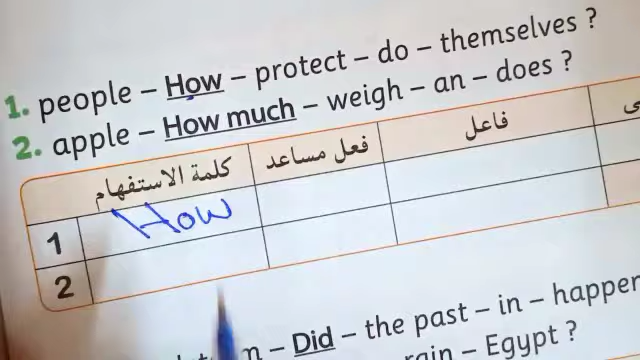 1. people – How – protect – do – themselves ?
2. apple – How much – weigh – an – does ?
كلمة الاستفهام فعل مساعد فاعل
1 How
2
– Did – the past – in – happen
rain – Egypt ?